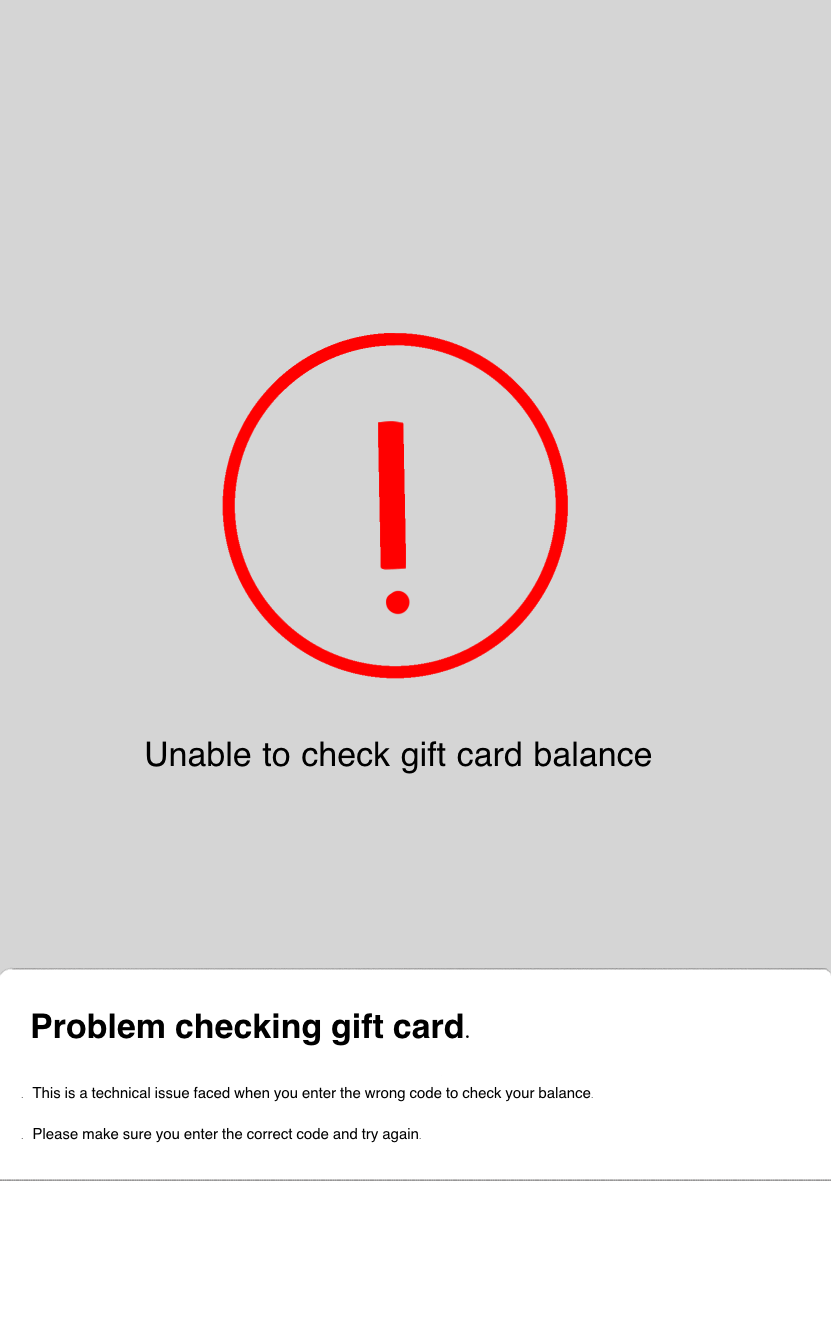 Unable to check gift card balance
Problem checking gift card.
. This is a technical issue faced when you enter the wrong code to check your balance.
. Please make sure you enter the correct code and try again.